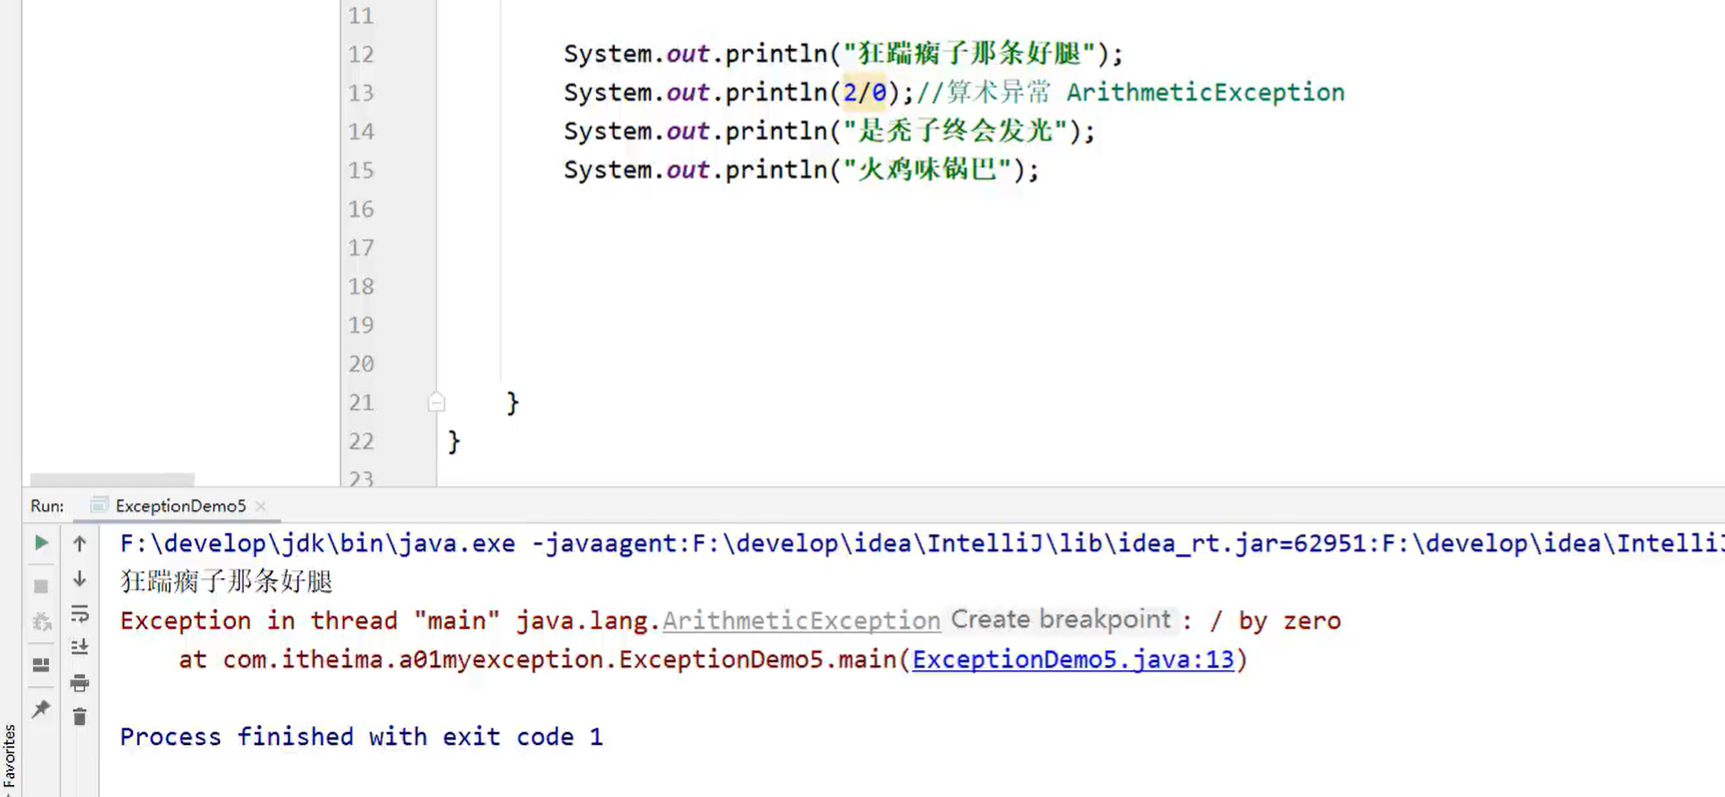 11
12 System.out.println("狂踹瘸子那条好腿");
13 System.out.println(2/0);//算术异常 ArithmeticException
14 System.out.println("是秃子终会发光");
15 System.out.println("火鸡味锅巴");
16
17
18
19
20
21 }
22 }
23
Run: ExceptionDemo5
F:\develop\jdk\bin\java.exe -javaagent:F:\develop\idea\IntelliJ\lib\idea_rt.jar=62951:F:\develop\idea\IntelliJ
狂踹瘸子那条好腿
Exception in thread "main" java.lang.ArithmeticException Create breakpoint : / by zero
at com.itheima.a01myexception.ExceptionDemo5.main(ExceptionDemo5.java:13)
Process finished with exit code 1
Favorites